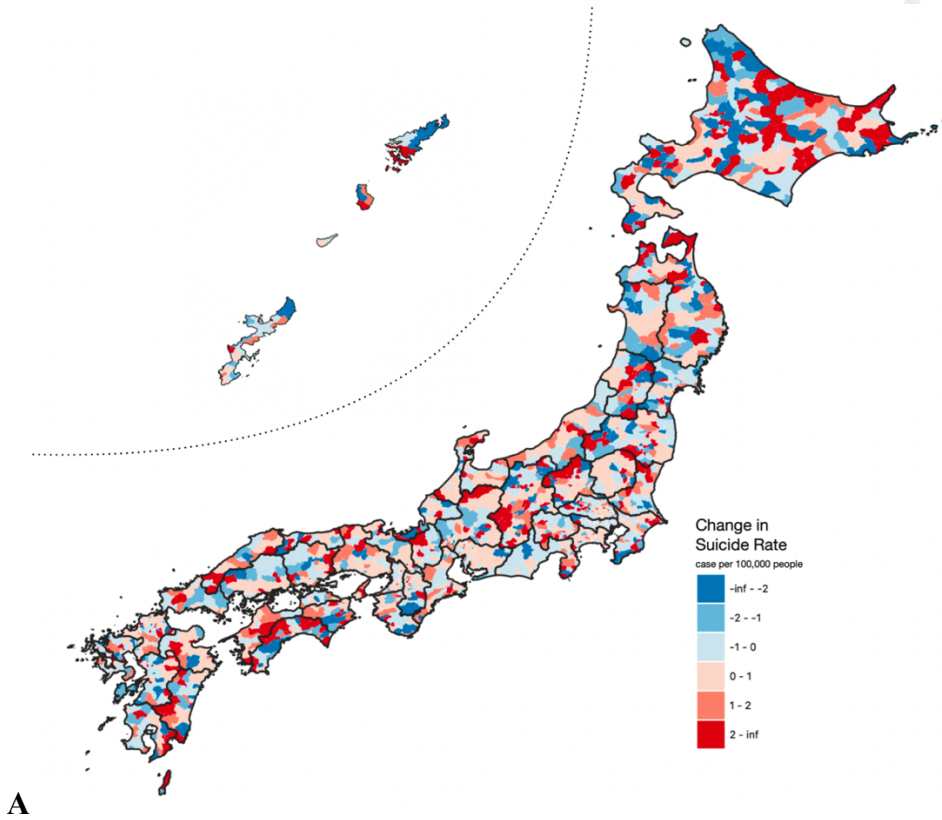 Change in
Suicide Rate
case per 100,000 people
-inf - -2
-2 - -1
-1 - 0
0 - 1
1 - 2
2 - inf
A